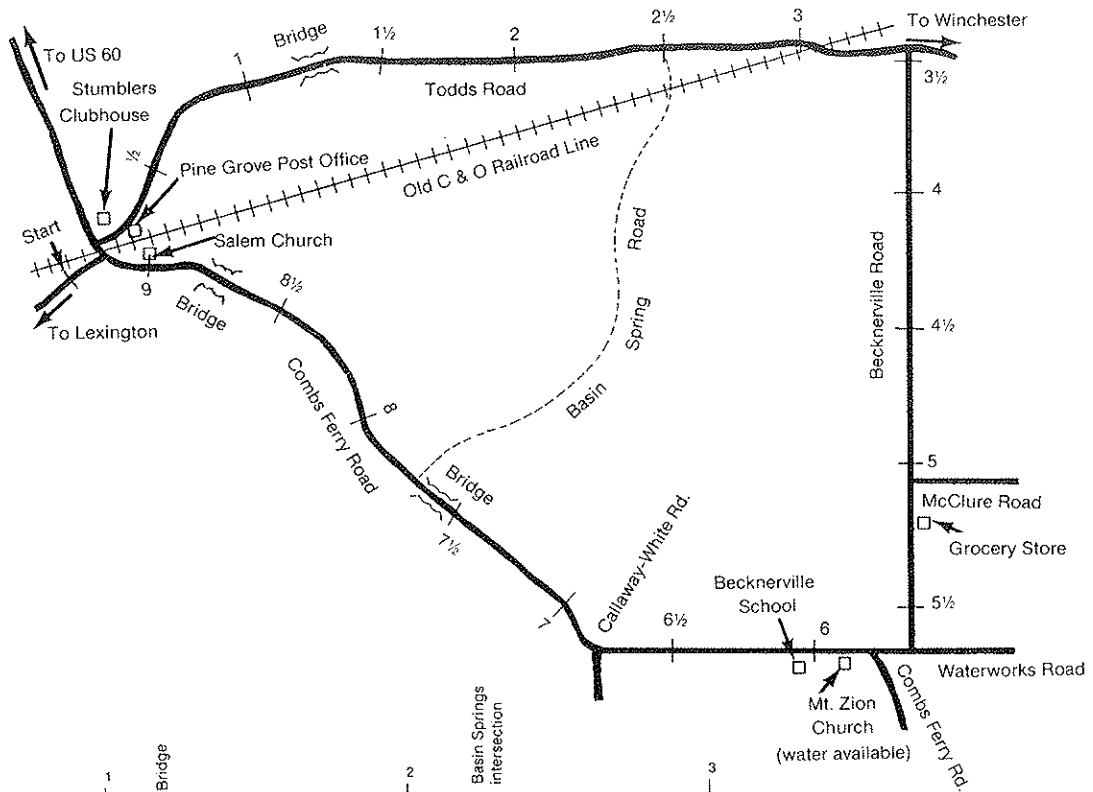 To US 60
Stumblers
Clubhouse
½
1
Bridge
1½
2
2½
3
To Winchester
3½
Todds Road
Pine Grove Post Office
Old C & O Railroad Line
Start
Salem Church
9
To Lexington
Bridge
8½
Combs Ferry Road
8
Basin Spring Road
Bridge
7½
7
Callaway-White Rd.
4
4½
Becknerville Road
5
McClure Road
Grocery Store
5½
Becknerville
School
6½
6
Waterworks Road
Mt. Zion
Church
(water available)
Combs Ferry Rd.
1
Bridge
2
Basin Springs
intersection
3